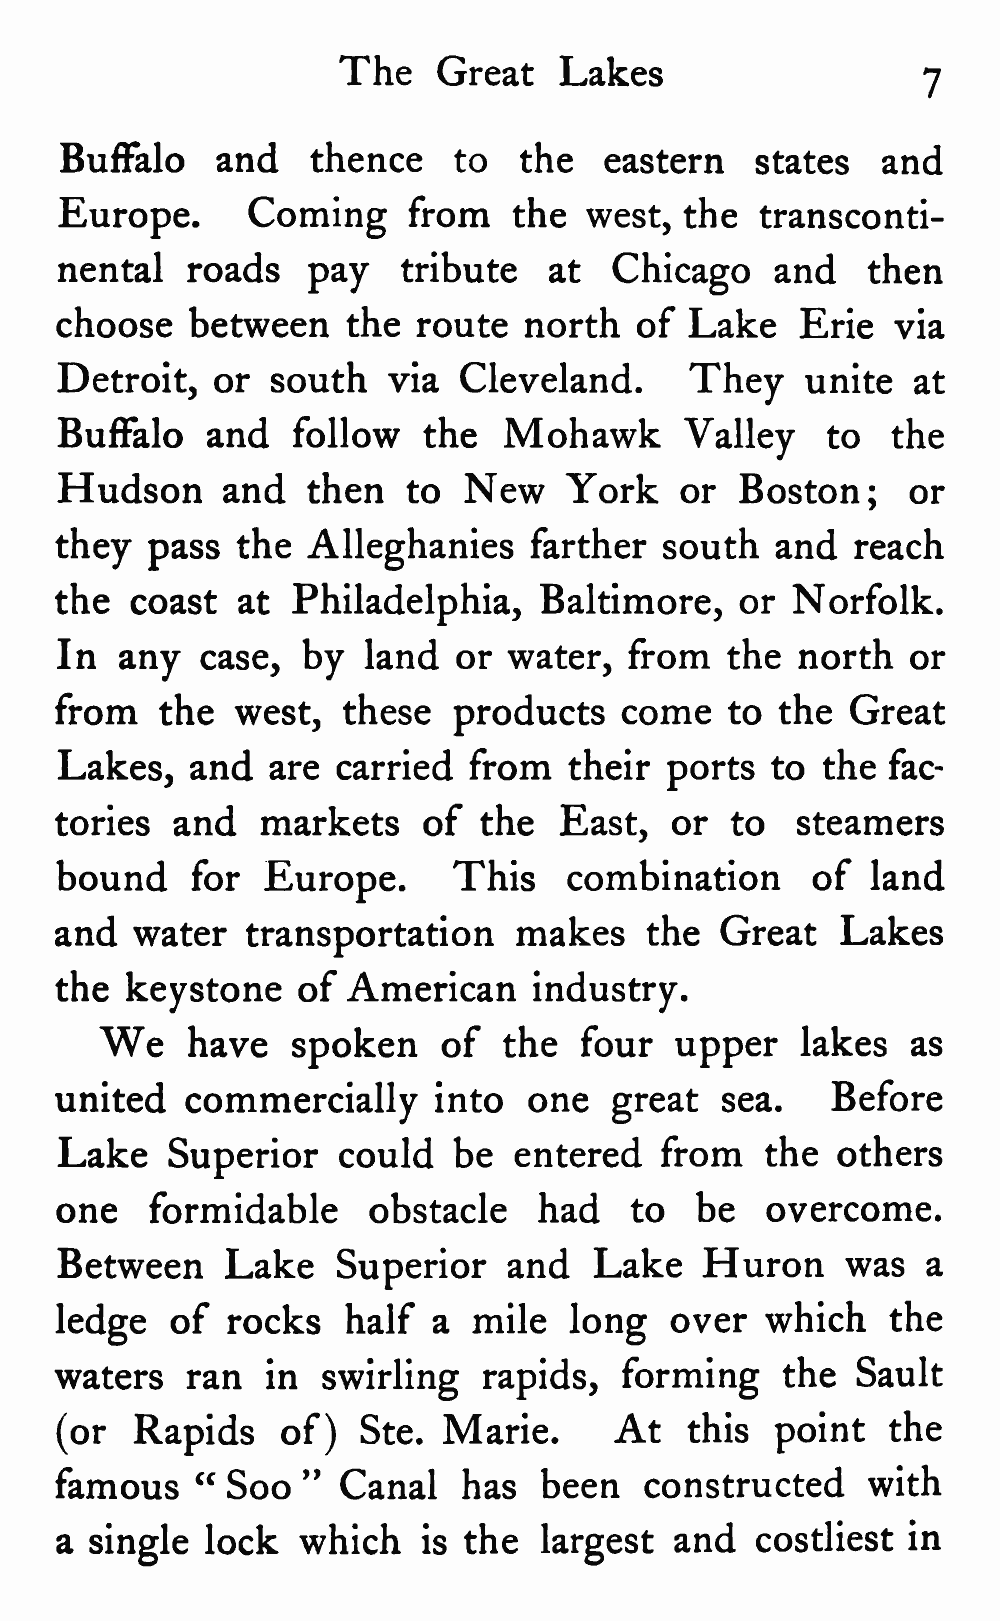 The Great Lakes 7
Buffalo and thence to the eastern states and
Europe. Coming from the west, the transconti-
nental roads pay tribute at Chicago and then
choose between the route north of Lake Erie via
Detroit, or south via Cleveland. They unite at
Buffalo and follow the Mohawk Valley to the
Hudson and then to New York or Boston; or
they pass the Alleghanies farther south and reach
the coast at Philadelphia, Baltimore, or Norfolk.
In any case, by land or water, from the north or
from the west, these products come to the Great
Lakes, and are carried from their ports to the fac-
tories and markets of the East, or to steamers
bound for Europe. This combination of land
and water transportation makes the Great Lakes
the keystone of American industry.
We have spoken of the four upper lakes as
united commercially into one great sea. Before
Lake Superior could be entered from the others
one formidable obstacle had to be overcome.
Between Lake Superior and Lake Huron was a
ledge of rocks half a mile long over which the
waters ran in swirling rapids, forming the Sault
(or Rapids of) Ste. Marie. At this point the
famous “Soo” Canal has been constructed with
a single lock which is the largest and costliest in